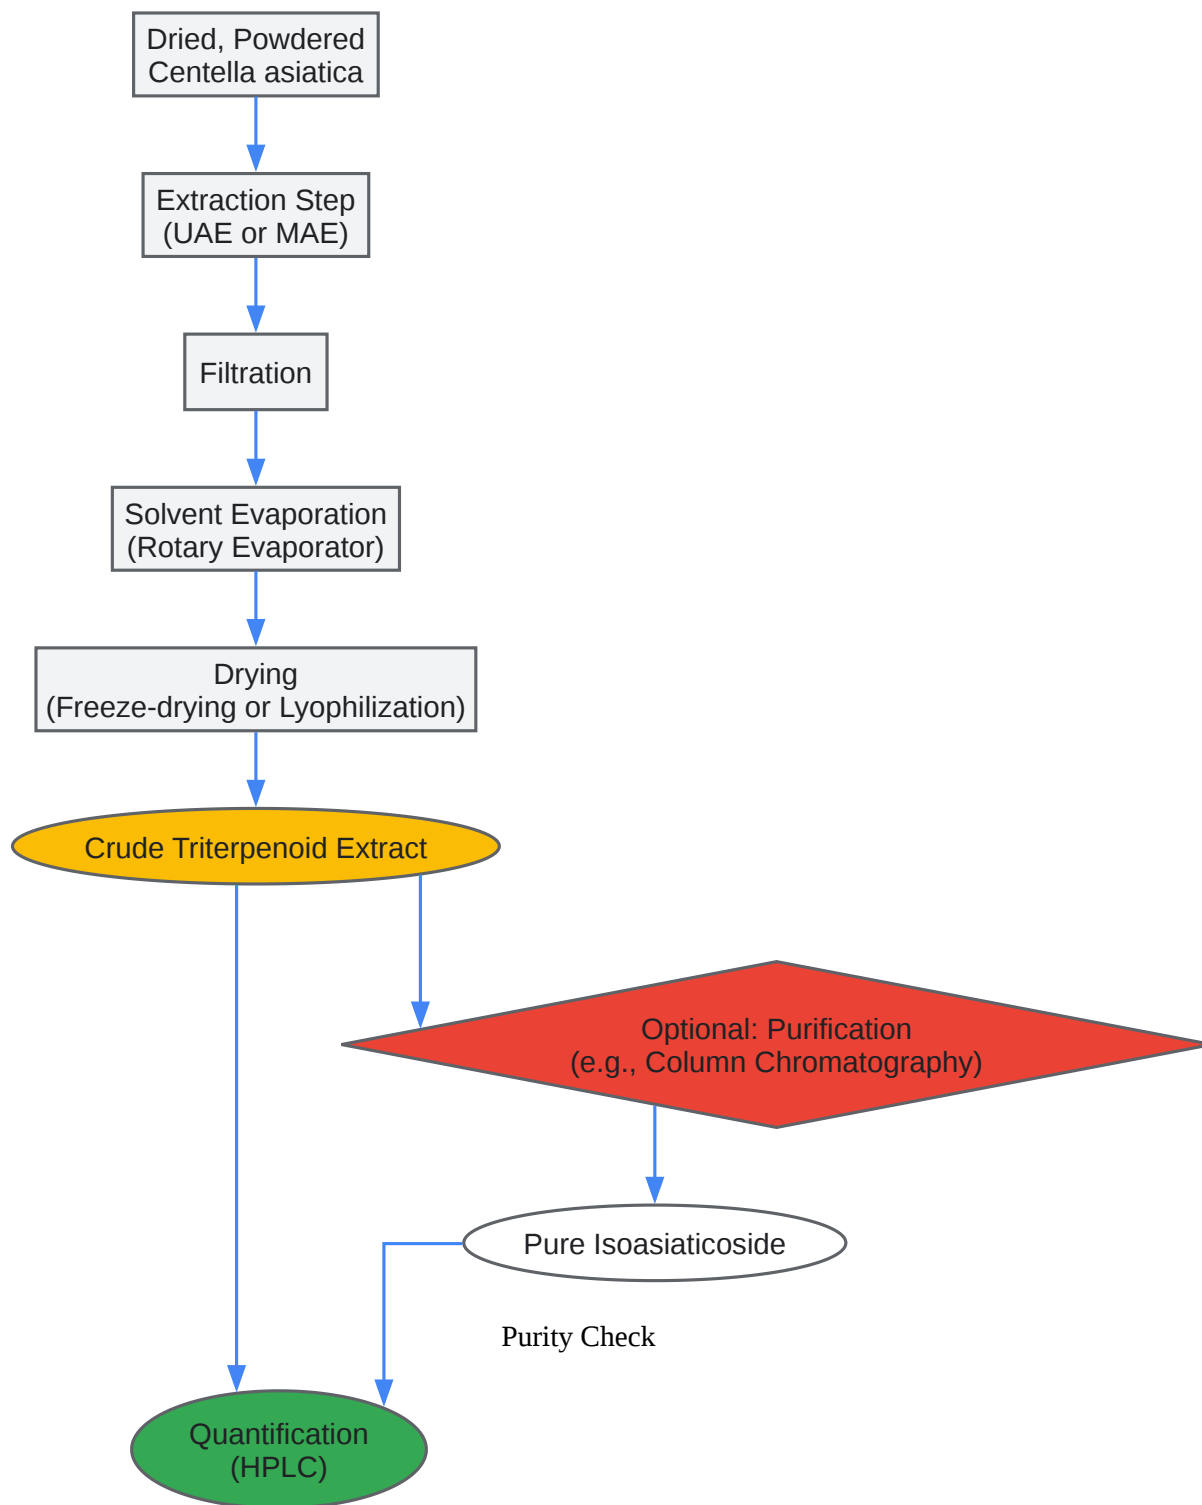 Dried, Powdered
Centella asiatica
Extraction Step
(UAE or MAE)
Filtration
Solvent Evaporation
(Rotary Evaporator)
Drying
(Freeze-drying or Lyophilization)
Crude Triterpenoid Extract
Optional: Purification
(e.g., Column Chromatography)
Pure Isoasiaticoside
Purity Check
Quantification
(HPLC)